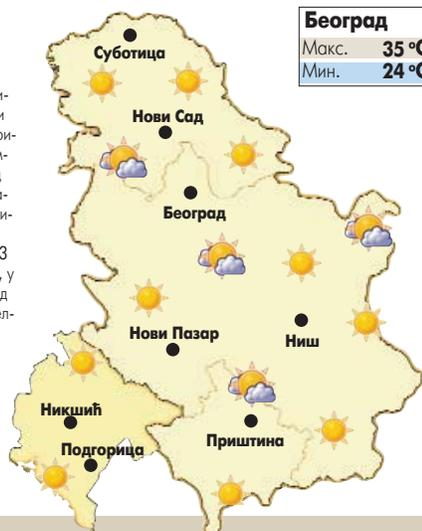 Београд
Макс. 35 °C
Мин. 24 °C
Суботица
Нови Сад
Београд
Нови Пазар
Ниш
Никшић
Приштина
Подгорица